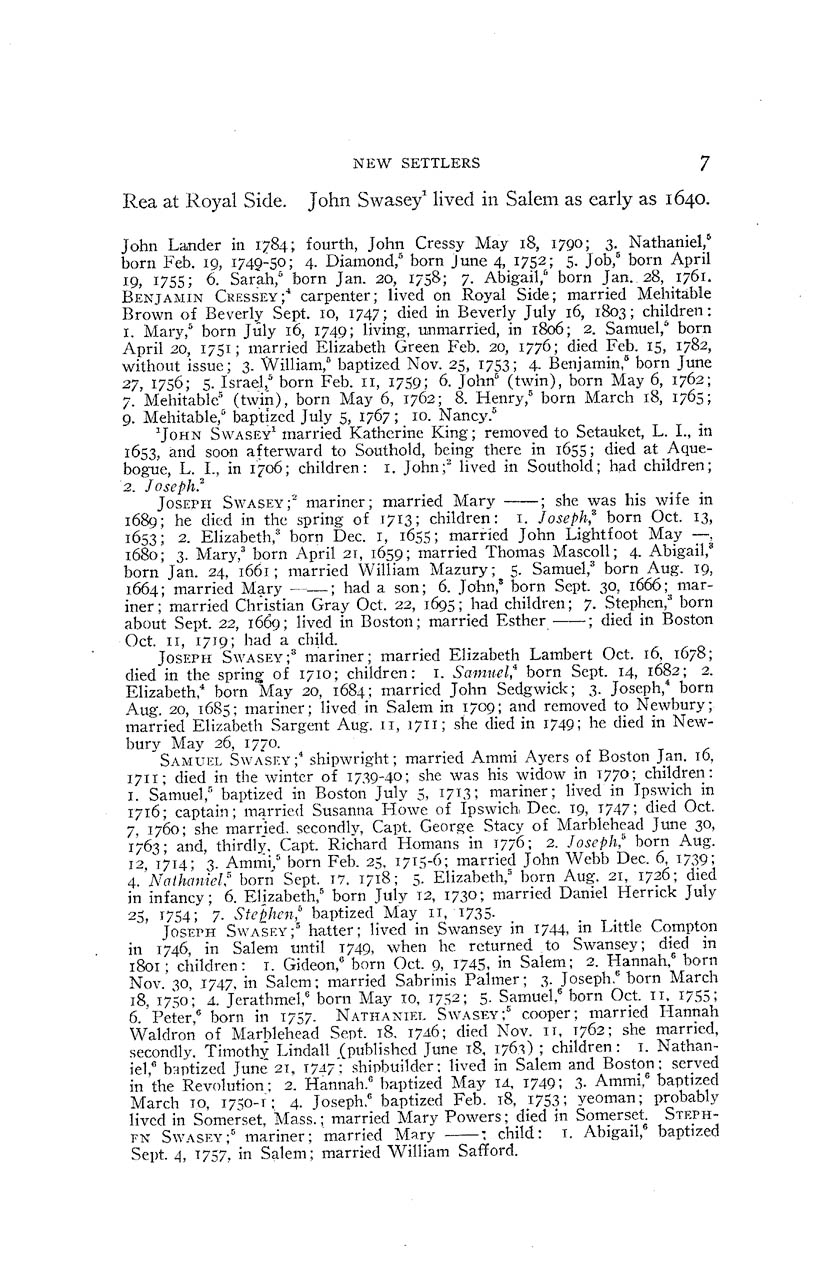 NEW SETTLERS 7
Rea at Royal Side. John Swasey¹ lived in Salem as early as 1640.
John Lander in 1784; fourth, John Cressy May 18, 1790; 3. Nathaniel,⁵
born Feb. 19, 1749-50; 4. Diamond,⁵ born June 4, 1752; 5. Job,⁵ born April
19, 1755; 6. Sarah,⁵ born Jan. 20, 1758; 7. Abigail,⁵ born Jan. 28, 1761.
BENJAMIN CRESSEY;⁴ carpenter; lived on Royal Side; married Mehitable
Brown of Beverly Sept. 10, 1747; died in Beverly July 16, 1803; children:
1. Mary,⁵ born July 16, 1749; living, unmarried, in 1806; 2. Samuel,⁵ born
April 20, 1751; married Elizabeth Green Feb. 20, 1776; died Feb. 15, 1782,
without issue; 3. William,⁵ baptized Nov. 25, 1753; 4. Benjamin,⁵ born June
27, 1756; 5. Israel,⁵ born Feb. 11, 1759; 6. John⁵ (twin), born May 6, 1762;
7. Mehitable⁵ (twin), born May 6, 1762; 8. Henry,⁵ born March 18, 1765;
9. Mehitable,⁵ baptized July 5, 1767; 10. Nancy.⁵
¹JOHN SWASEY¹ married Katherine King; removed to Setauket, L. I., in
1653, and soon afterward to Southold, being there in 1655; died at Aque-
bogue, L. I., in 1706; children: 1. John;² lived in Southold; had children;
2. Joseph.²
JOSEPH SWASEY;² mariner; married Mary ——; she was his wife in
1689; he died in the spring of 1713; children: 1. Joseph,³ born Oct. 13,
1653; 2. Elizabeth,³ born Dec. 1, 1655; married John Lightfoot May —,
1680; 3. Mary,³ born April 21, 1659; married Thomas Mascoll; 4. Abigail,³
born Jan. 24, 1661; married William Mazury; 5. Samuel,³ born Aug. 19,
1664; married Mary ——; had a son; 6. John,³ born Sept. 30, 1666; mar-
iner; married Christian Gray Oct. 22, 1695; had children; 7. Stephen,³ born
about Sept. 22, 1669; lived in Boston; married Esther ——; died in Boston
Oct. 11, 1719; had a child.
JOSEPH SWASEY;³ mariner; married Elizabeth Lambert Oct. 16, 1678;
died in the spring of 1710; children: 1. Samuel,⁴ born Sept. 14, 1682; 2.
Elizabeth,⁴ born May 20, 1684; married John Sedgwick; 3. Joseph,⁴ born
Aug. 20, 1685; mariner; lived in Salem in 1709; and removed to Newbury;
married Elizabeth Sargent Aug. 11, 1711; she died in 1749; he died in New-
bury May 26, 1770.
SAMUEL SWASEY;⁴ shipwright; married Ammi Ayers of Boston Jan. 16,
1711; died in the winter of 1739-40; she was his widow in 1770; children:
1. Samuel,⁵ baptized in Boston July 5, 1713; mariner; lived in Ipswich in
1716; captain; married Susanna Howe of Ipswich Dec. 19, 1747; died Oct.
7, 1760; she married, secondly, Capt. George Stacy of Marblehead June 30,
1763; and, thirdly, Capt. Richard Homans in 1776; 2. Joseph,⁵ born Aug.
12, 1714; 3. Ammi,⁵ born Feb. 25, 1715-6; married John Webb Dec. 6, 1739;
4. Nathaniel,⁵ born Sept. 17, 1718; 5. Elizabeth,⁵ born Aug. 21, 1726; died
in infancy; 6. Elizabeth,⁵ born July 12, 1730; married Daniel Herrick July
25, 1754; 7. Stephen,⁵ baptized May 11, 1735.
JOSEPH SWASEY;⁵ hatter; lived in Swansey in 1744, in Little Compton
in 1746, in Salem until 1749, when he returned to Swansey; died in
1801; children: 1. Gideon,⁶ born Oct. 9, 1745, in Salem; 2. Hannah,⁶ born
Nov. 30, 1747, in Salem; married Sabrinis Palmer; 3. Joseph,⁶ born March
18, 1750; 4. Jerathmel,⁶ born May 10, 1752; 5. Samuel,⁶ born Oct. 11, 1755;
6. Peter,⁶ born in 1757. NATHANIEL SWASEY;⁵ cooper; married Hannah
Waldron of Marblehead Sept. 18, 1746; died Nov. 11, 1762; she married,
secondly, Timothy Lindall (published June 18, 1763); children: 1. Nathan-
iel,⁶ baptized June 21, 1747; shipbuilder; lived in Salem and Boston; served
in the Revolution; 2. Hannah,⁶ baptized May 14, 1749; 3. Ammi,⁶ baptized
March 10, 1750-1; 4. Joseph,⁶ baptized Feb. 18, 1753; yeoman; probably
lived in Somerset, Mass.; married Mary Powers; died in Somerset. STEPH-
EN SWASEY;⁵ mariner; married Mary ——; child: 1. Abigail,⁶ baptized
Sept. 4, 1757, in Salem; married William Safford.